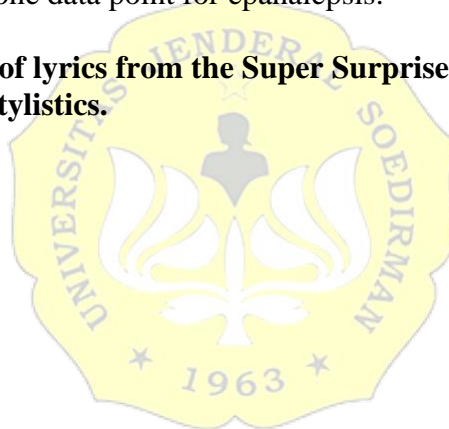 one data point for epanalepsis.
of lyrics from the Super Surprise
tylistics.
UNIVERSITAS JENDERAL SOEDIRMAN
★ 1963 ★